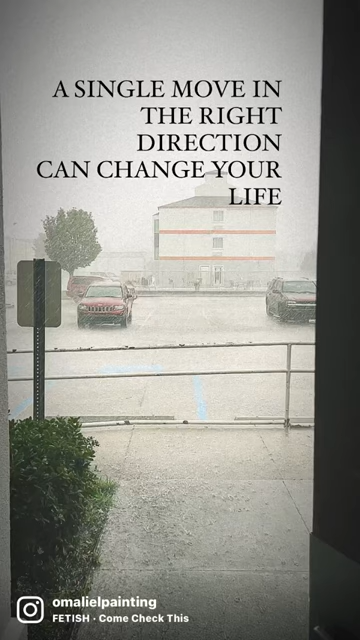 A SINGLE MOVE IN
THE RIGHT
DIRECTION
CAN CHANGE YOUR
LIFE
omalielpainting
FETISH · Come Check This